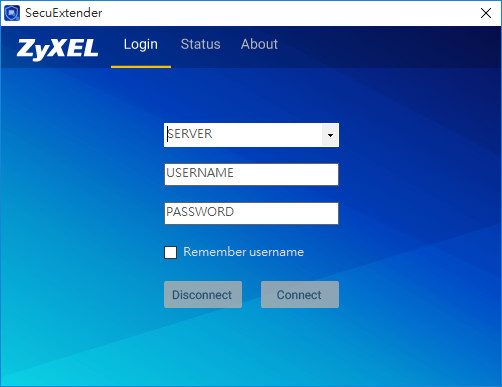 SecuExtender
ZyXEL Login Status About
SERVER
USERNAME
PASSWORD
Remember username
Disconnect Connect